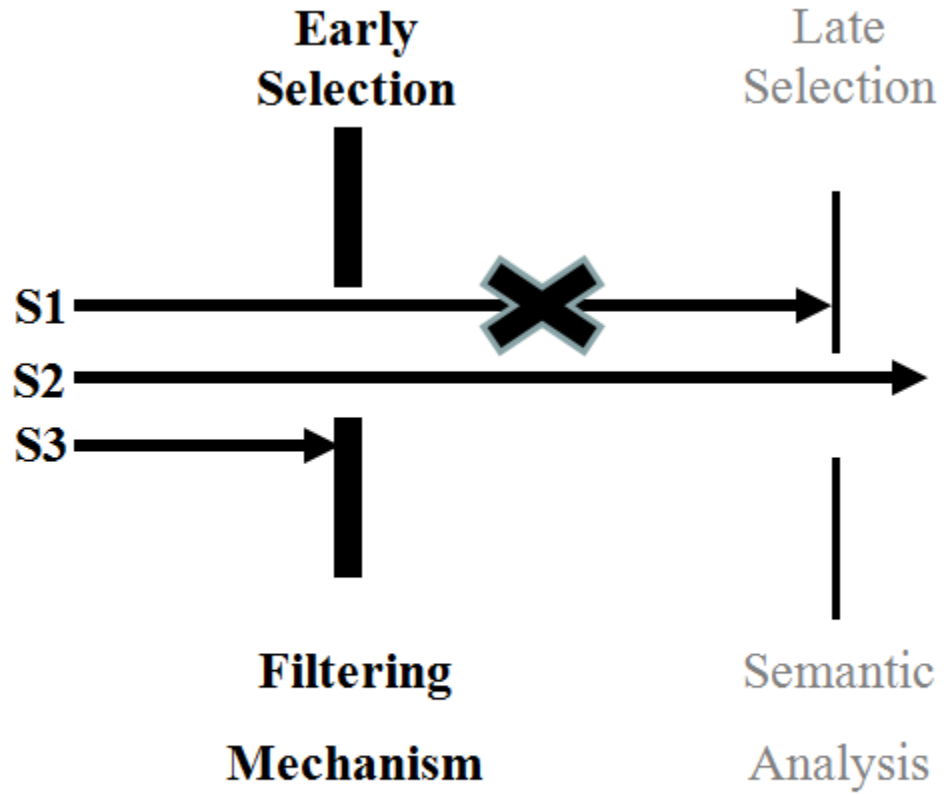 Early
Selection
Late
Selection
S1
S2
S3
Filtering
Mechanism
Semantic
Analysis